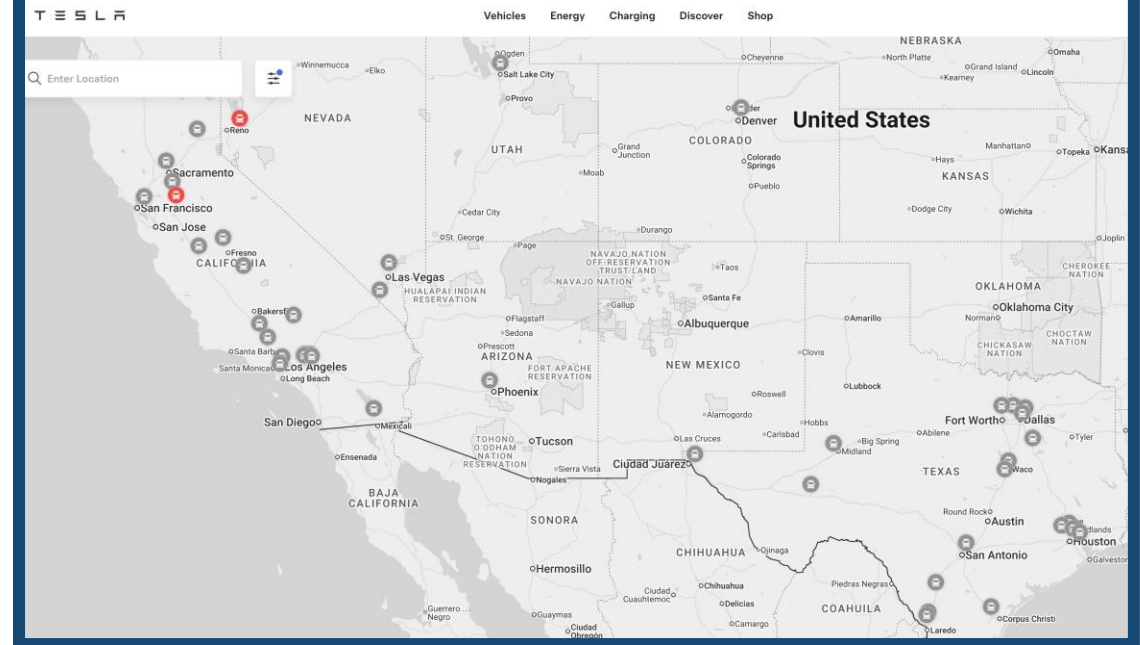 TESLA
Vehicles Energy Charging Discover Shop
Enter Location
NEBRASKA
Ogden
Cheyenne
North Platte
Omaha
Grand Island
Lincoln
Kearney
Winnemucca
Elko
Salt Lake City
Provo
NEVADA
Reno
Denver
United States
UTAH
Grand
Junction
COLORADO
Colorado
Springs
Manhattan
Topeka
Hays
KANSAS
Moab
Pueblo
Sacramento
San Francisco
San Jose
Cedar City
Dodge City
Wichita
St. George
Page
Durango
Joplin
Fresno
NAVAJO NATION
OFF-RESERVATION
TRUST LAND
NAVAJO NATION
Taos
CHEROKEE
NATION
Las Vegas
HUALAPAI INDIAN
RESERVATION
Gallup
Santa Fe
OKLAHOMA
Oklahoma City
Norman
Flagstaff
Albuquerque
Amarillo
Sedona
CHICKASAW
NATION
CHOCTAW
NATION
Prescott
ARIZONA
FORT APACHE
RESERVATION
NEW MEXICO
Clovis
Los Angeles
Long Beach
Phoenix
Roswell
Lubbock
Alamogordo
Hobbs
Fort Worth
Dallas
San Diego
Mexicali
TOHONO
O'ODHAM
NATION
RESERVATION
Tucson
Las Cruces
Carlsbad
Big Spring
Abilene
Tyler
Midland
Ensenada
Sierra Vista
Ciudad Juárez
Nogales
TEXAS
Waco
BAJA
CALIFORNIA
SONORA
Round Rock
Austin
Houston
San Antonio
Galveston
CHIHUAHUA
Ojinaga
Hermosillo
Chihuahua
Ciudad
Cuauhtemoc
Delicias
Piedras Negras
COAHUILA
Guerrero
Negro
Guaymas
Ciudad
Obregón
Camargo
Laredo
Corpus Christi